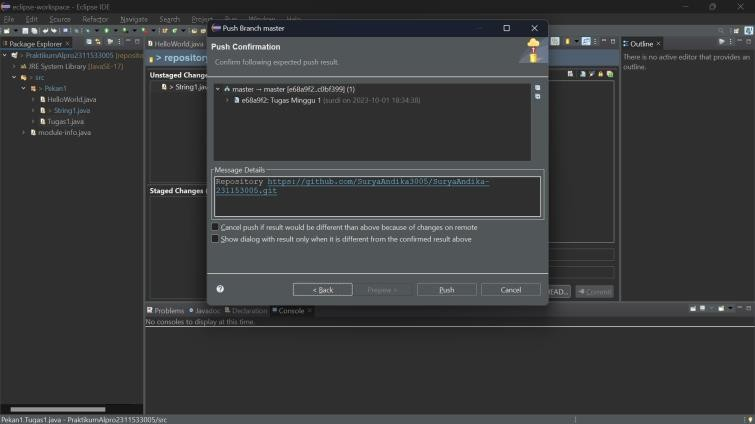 eclipse-workspace - Eclipse IDE
File Edit Source Refactor Navigate Search Project Run Window Help
Package Explorer
PraktikumAlpro2311533005 [reposito
JRE System Library [JavaSE-17]
src
Pekan1
HelloWorld.java
> String1.java
Tugas1.java
module-info.java
HelloWorld.java
> repository
Unstaged Change
> String1.jav
Staged Changes (
Push Branch master
Push Confirmation
Confirm following expected push result.
master → master [e68a9f2..c0bf399] (1)
e68a9f2: Tugas Minggu 1 (surdi on 2023-10-01 18:34:38)
Message Details
Repository https://github.com/SuryaAndika3005/SuryaAndika-
231153005.git
Cancel push if result would be different than above because of changes on remote
Show dialog with result only when it is different from the confirmed result above
< Back
Preview >
Push
Cancel
EAD...
Commit
Outline
There is no active editor that provides an
outline.
Problems Javadoc Declaration Console
No consoles to display at this time.
Pekan1.Tugas1.java - PraktikumAlpro2311533005/src